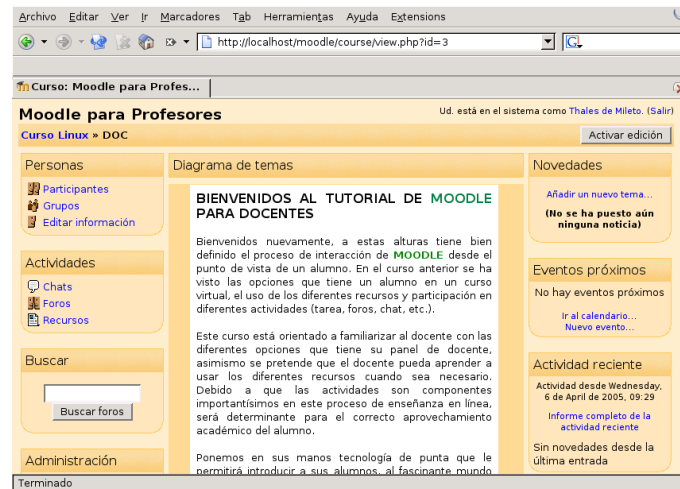 Archivo Editar Ver Ir Marcadores Tab Herramientas Ayuda Extensions
http://localhost/moodle/course/view.php?id=3
Curso: Moodle para Profes...
Moodle para Profesores
Ud. está en el sistema como Thales de Mileto. (Salir)
Curso Linux » DOC
Activar edición
Personas
Participantes
Grupos
Editar información
Actividades
Chats
Foros
Recursos
Buscar
Buscar foros
Administración
Diagrama de temas
BIENVENIDOS AL TUTORIAL DE MOODLE
PARA DOCENTES
Bienvenidos nuevamente, a estas alturas tiene bien
definido el proceso de interacción de MOODLE desde el
punto de vista de un alumno. En el curso anterior se ha
visto las opciones que tiene un alumno en un curso
virtual, el uso de los diferentes recursos y participación en
diferentes actividades (tarea, foros, chat, etc.).
Este curso está orientado a familiarizar al docente con las
diferentes opciones que tiene su panel de docente,
asimismo se pretende que el docente pueda aprender a
usar los diferentes recursos cuando sea necesario.
Debido a que las actividades son componentes
importantísimos en este proceso de enseñanza en línea,
será determinante para el correcto aprovechamiento
académico del alumno.
Ponemos en sus manos tecnología de punta que le
permitirá introducir a sus alumnos, al fascinante mundo
Novedades
Añadir un nuevo tema...
(No se ha puesto aún
ninguna noticia)
Eventos próximos
No hay eventos próximos
Ir al calendario...
Nuevo evento...
Actividad reciente
Actividad desde Wednesday,
6 de April de 2005, 09:29
Informe completo de la
actividad reciente
Sin novedades desde la
última entrada
Terminado